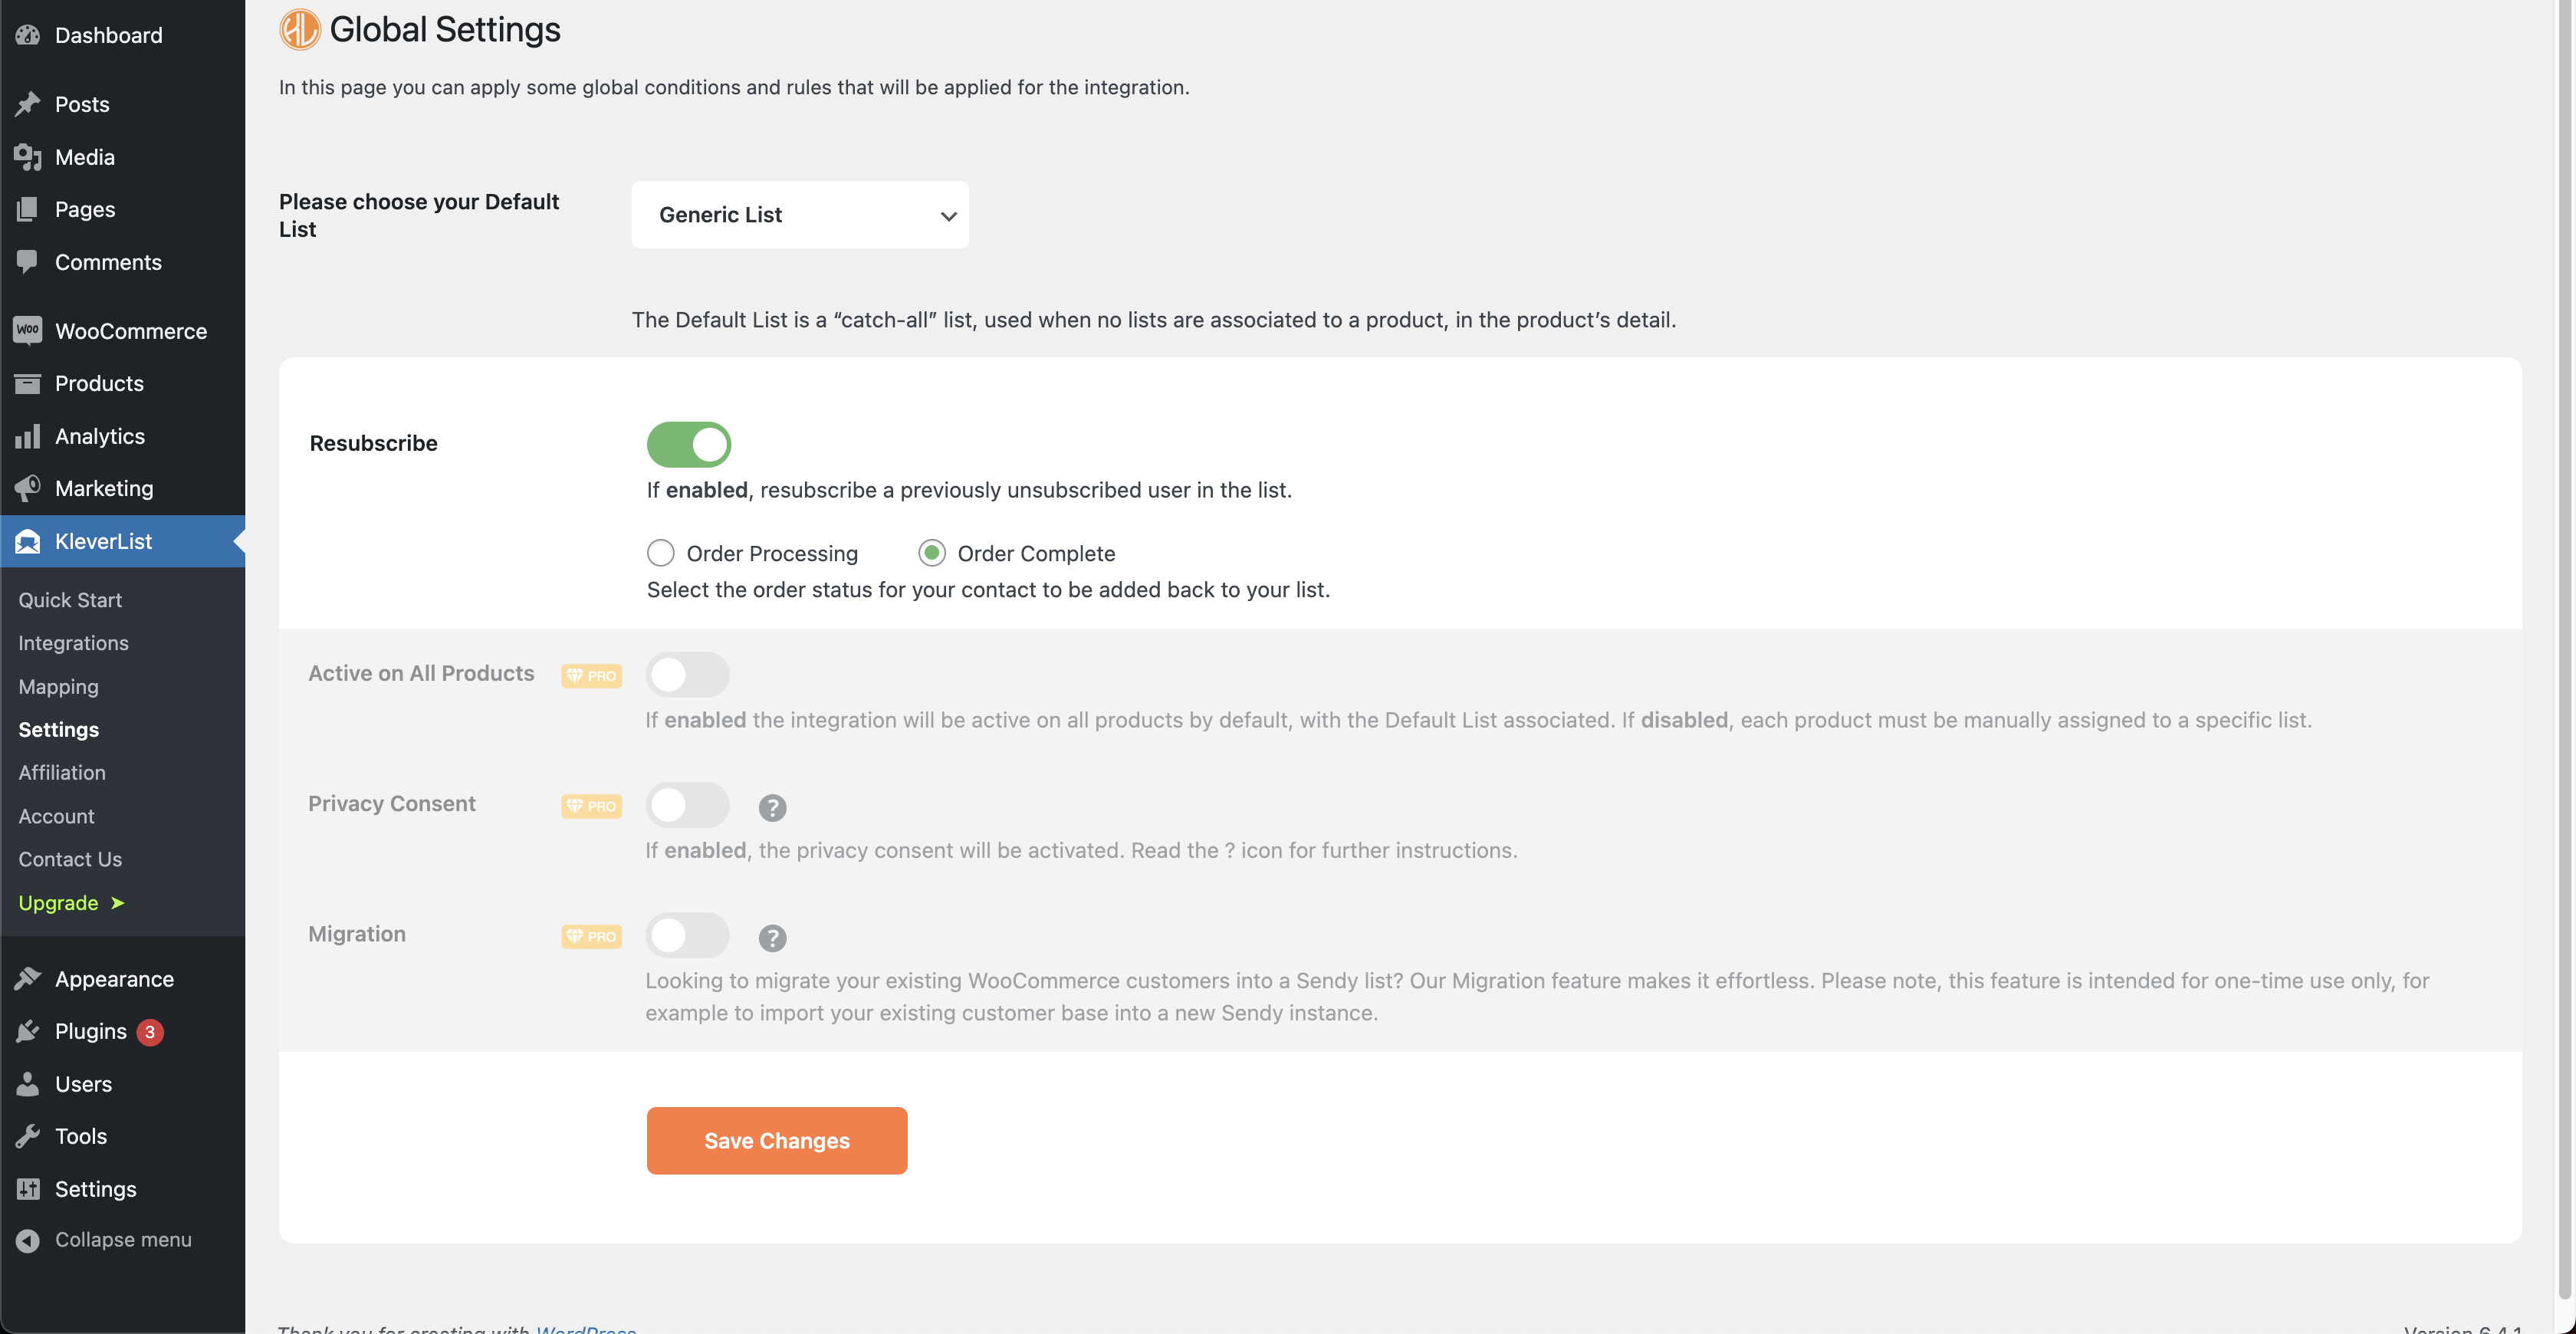 Dashboard
Posts
Media
Pages
Comments
WooCommerce
Products
Analytics
Marketing
KleverList
Quick Start
Integrations
Mapping
Settings
Affiliation
Account
Contact Us
Upgrade ➤
Appearance
Plugins 3
Users
Tools
Settings
Collapse menu
Global Settings
In this page you can apply some global conditions and rules that will be applied for the integration.
Please choose your Default
List
Generic List
The Default List is a “catch-all” list, used when no lists are associated to a product, in the product’s detail.
Resubscribe
If enabled, resubscribe a previously unsubscribed user in the list.
Order Processing Order Complete
Select the order status for your contact to be added back to your list.
Active on All Products PRO
If enabled the integration will be active on all products by default, with the Default List associated. If disabled, each product must be manually assigned to a specific list.
Privacy Consent PRO ?
If enabled, the privacy consent will be activated. Read the ? icon for further instructions.
Migration PRO ?
Looking to migrate your existing WooCommerce customers into a Sendy list? Our Migration feature makes it effortless. Please note, this feature is intended for one-time use only, for
example to import your existing customer base into a new Sendy instance.
Save Changes
Thank you for creating with WordPress
Version 6.4.1